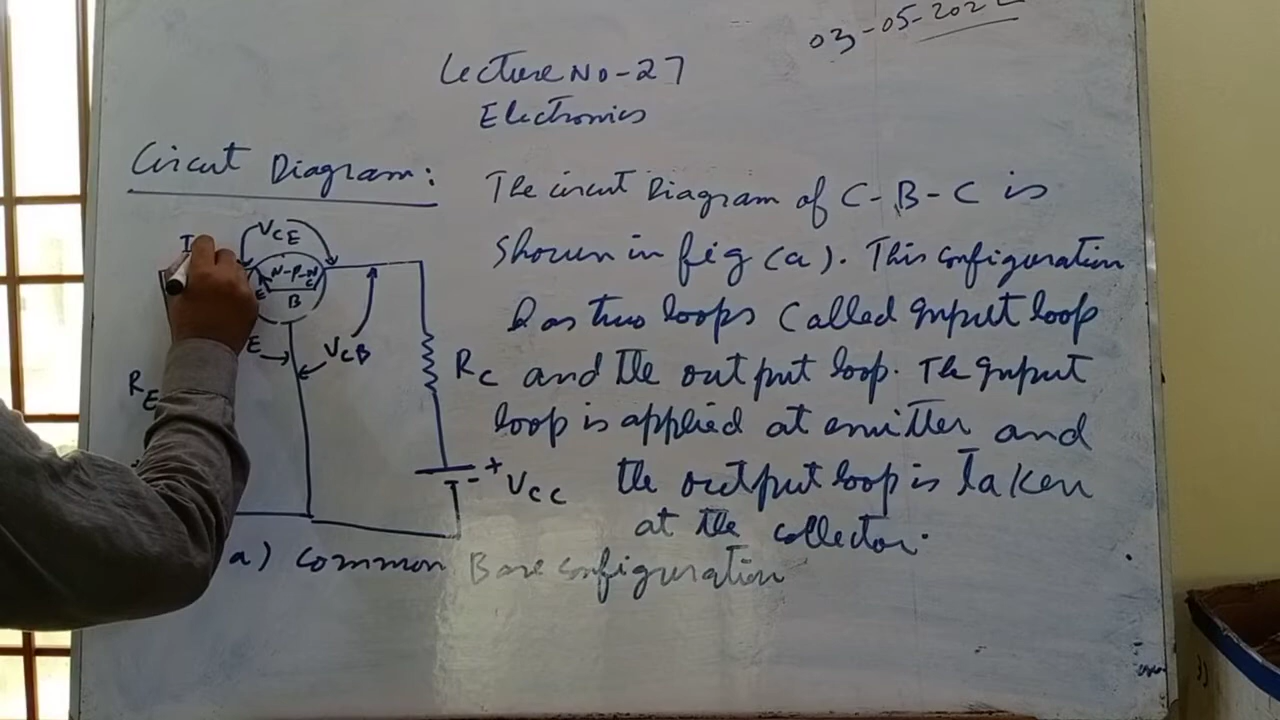 03-05-2022
Lecture No-27
Electronics
Circuit Diagram:
The circuit Diagram of C-B-C is
shown in fig (a). This configuration
has two loops called input loop
and the output loop. The input
loop is applied at emitter and
the output loop is taken
at the collector.
I
VCE
N-P-N
E
C
B
E
VCB
RE
RC
+
-
VCC
a) Common Base configuration